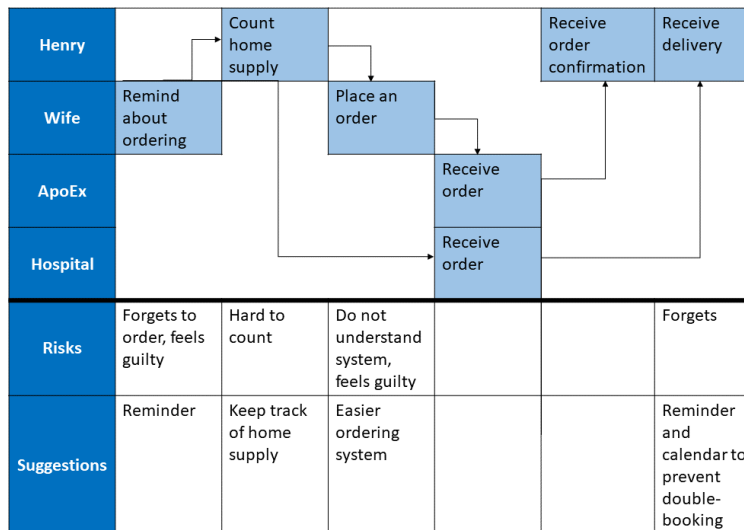 Henry
Count
home
supply
Receive
order
confirmation
Receive
delivery
Wife
Remind
about
ordering
Place an
order
ApoEx
Receive
order
Hospital
Receive
order
Risks
Forgets to
order, feels
guilty
Hard to
count
Do not
understand
system,
feels guilty
Forgets
Suggestions
Reminder
Keep track
of home
supply
Easier
ordering
system
Reminder
and
calendar to
prevent
double-
booking